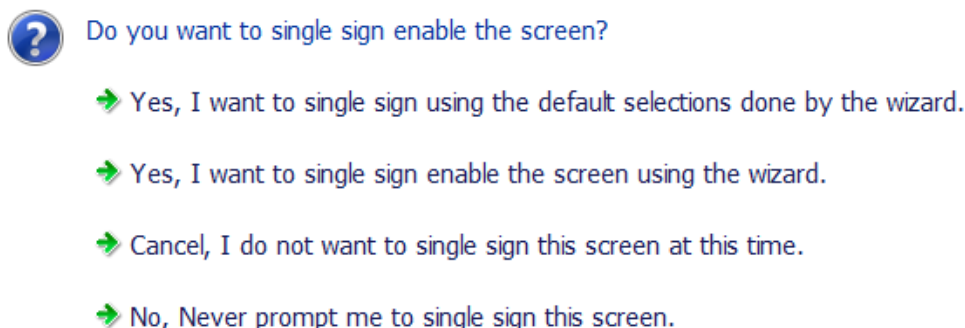 Do you want to single sign enable the screen?
Yes, I want to single sign using the default selections done by the wizard.
Yes, I want to single sign enable the screen using the wizard.
Cancel, I do not want to single sign this screen at this time.
No, Never prompt me to single sign this screen.